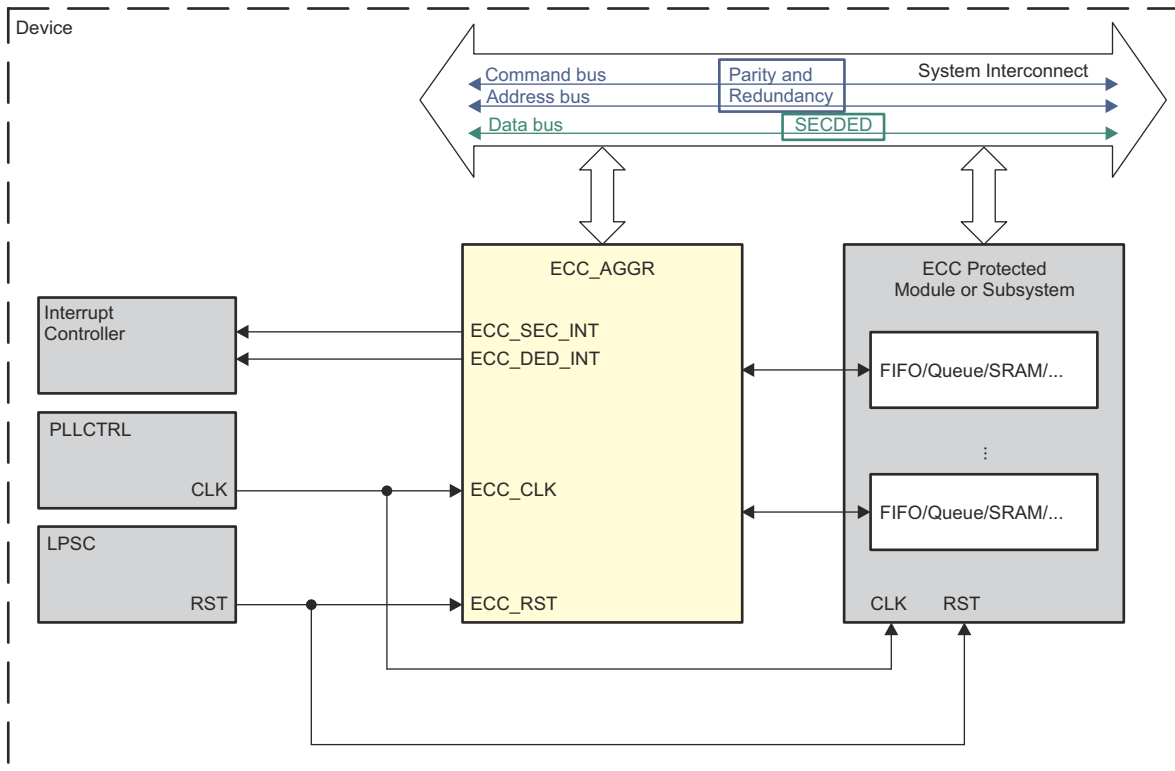 Device
Command bus
Parity and
System Interconnect
Address bus
Redundancy
Data bus
SECDED
ECC_AGGR
ECC Protected
Module or Subsystem
Interrupt
Controller
ECC_SEC_INT
ECC_DED_INT
FIFO/Queue/SRAM/...
PLLCTRL
...
CLK
ECC_CLK
FIFO/Queue/SRAM/...
LPSC
RST
ECC_RST
CLK
RST